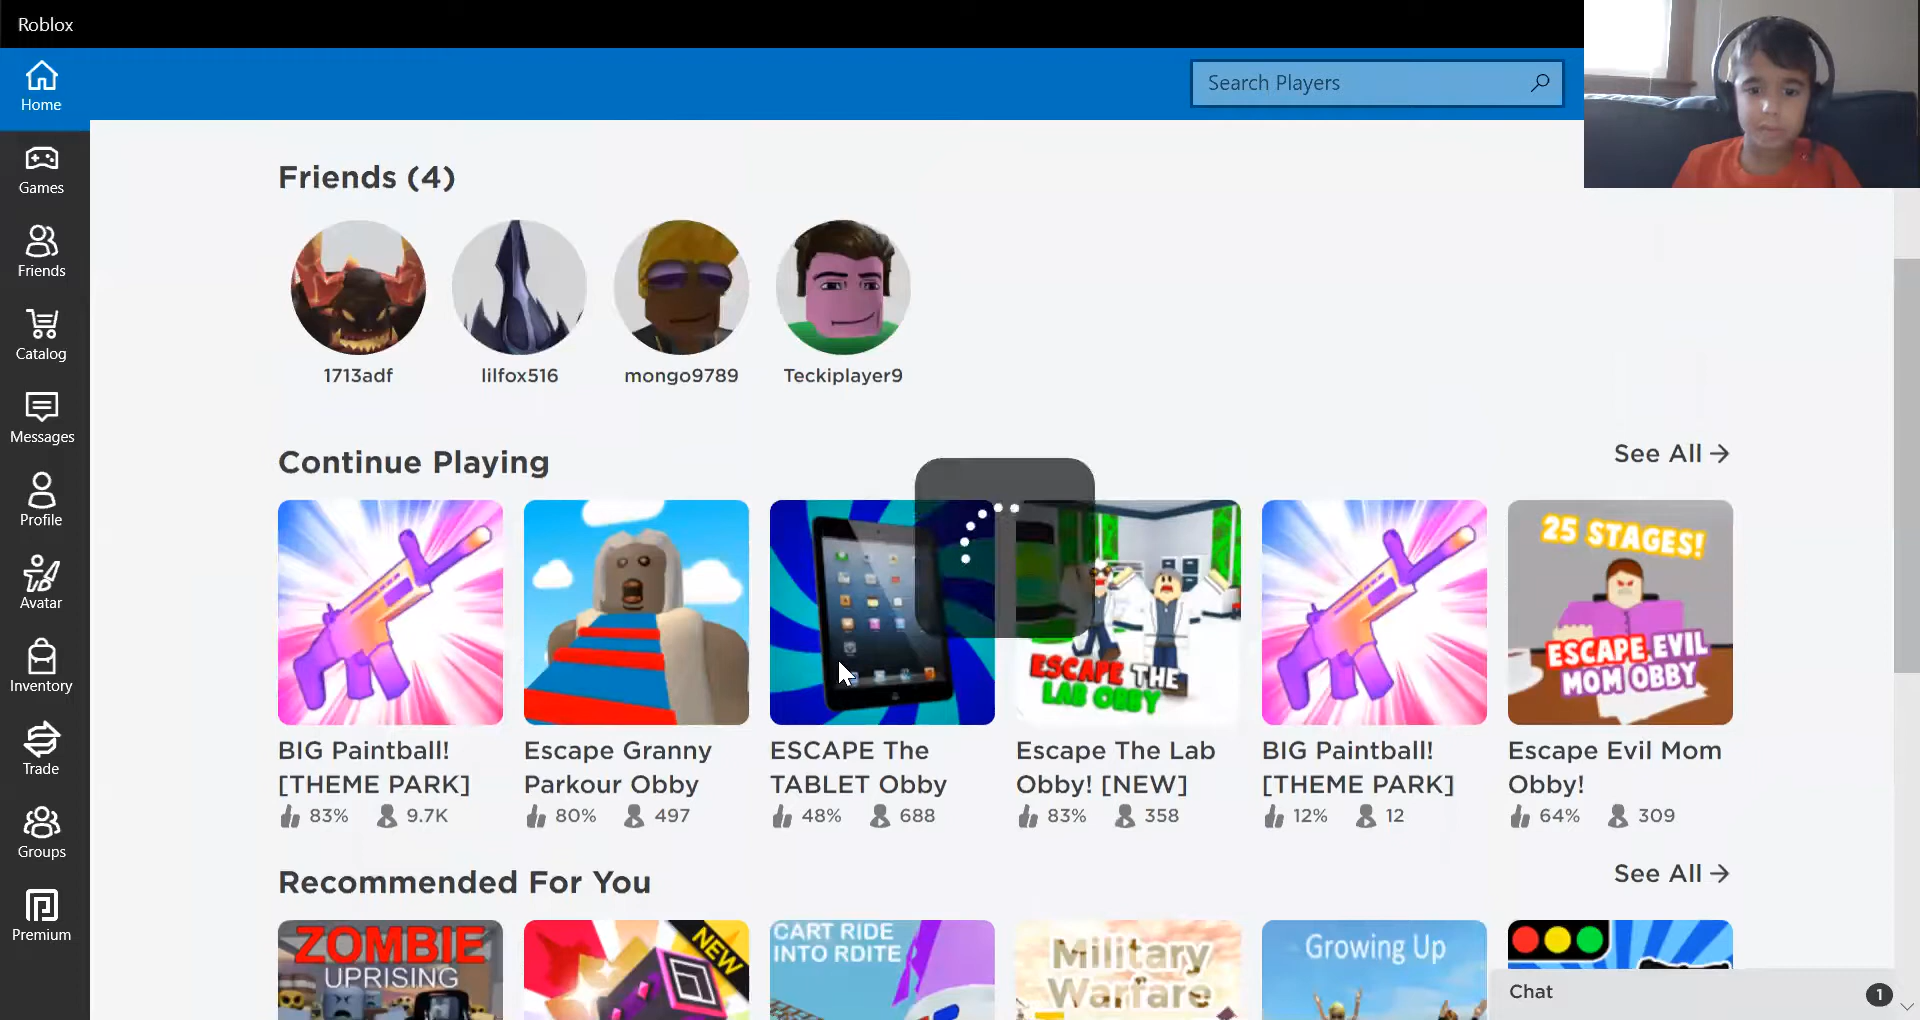 Roblox
Search Players
Home
Games
Friends
Catalog
Messages
Profile
Avatar
Inventory
Trade
Groups
Premium
Friends (4)
1713adf
lilfox516
mongo9789
Teckiplayer9
Continue Playing
See All
25 STAGES!
ESCAPE THE
LAB OBBY
ESCAPE EVIL
MOM OBBY
BIG Paintball!
[THEME PARK]
83% 9.7K
Escape Granny
Parkour Obby
80% 497
ESCAPE The
TABLET Obby
48% 688
Escape The Lab
Obby! [NEW]
83% 358
BIG Paintball!
[THEME PARK]
12% 12
Escape Evil Mom
Obby!
64% 309
Recommended For You
See All
ZOMBIE
UPRISING
NEW
CART RIDE
INTO RDITE
Military
Warfare
Growing Up
Chat
1